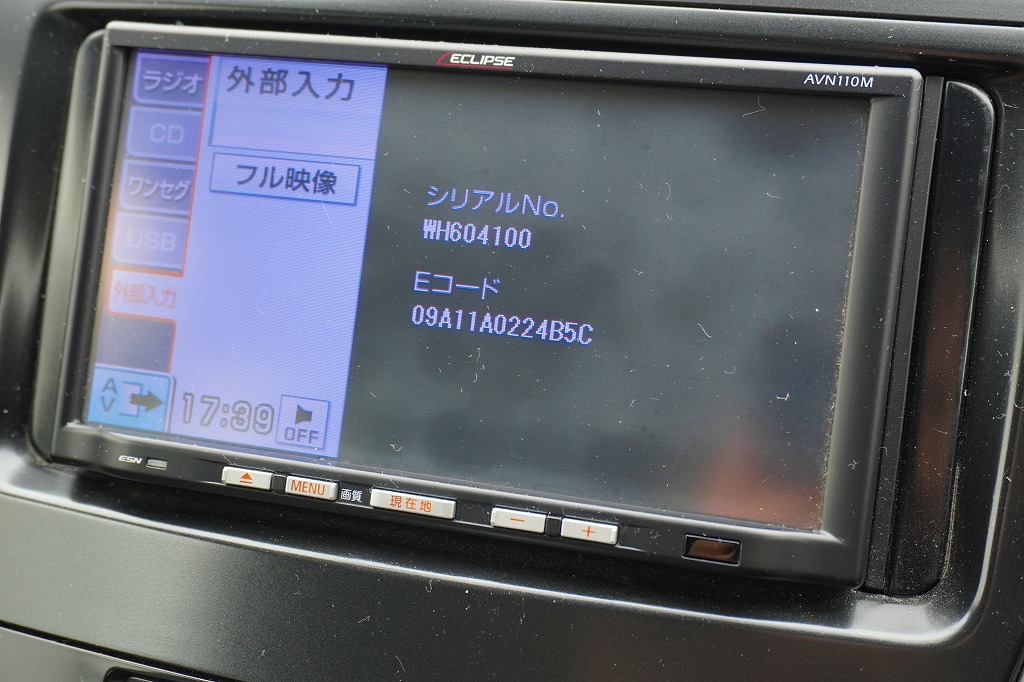 ECLIPSE
AVN110M
ラジオ
外部入力
CD
フル映像
ワンセグ
USB
外部入力
シリアルNo.
WH604100
Eコード
09A11A0224B5C
AV
17:39
OFF
ESN
MENU
画質
現在地